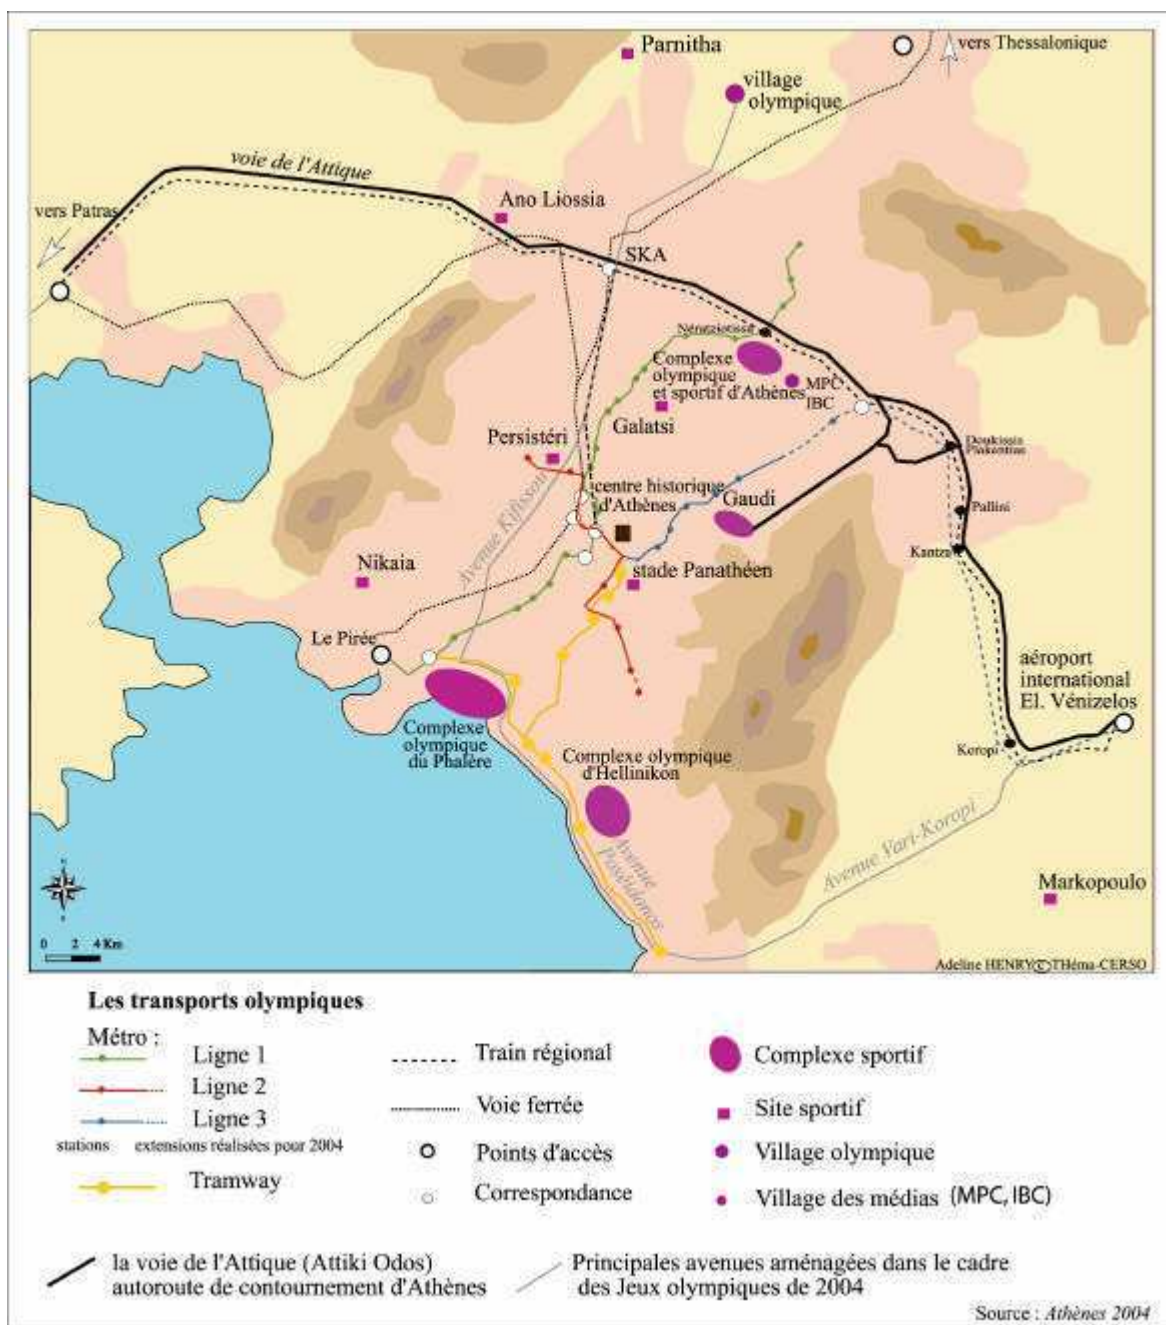 Parnitha
vers Thessalonique
village
olympique
voie de l'Attique
vers Patras
Ano Liossia
SKA
Nératziotissa
Complexe
olympique
et sportif d'Athènes
MPC
IBC
Galatsi
Persistéri
Doukissis
Plakentias
centre historique
d'Athènes
Gaudi
Pallini
Avenue Kifisson
Kantza
Nikaia
stade Panathéen
Le Pirée
aéroport
international
El. Vénizelos
Complexe
olympique
du Phalère
Koropi
Complexe olympique
d'Hellinikon
Avenue
Poséidonos
Avenue Vari-Koropi
Markopoulo
0 2 4 Km
Adeline HENRY©THéma-CERSO
Les transports olympiques
Métro :
Ligne 1
Ligne 2
Ligne 3
stations extensions réalisées pour 2004
Tramway
Train régional
Voie ferrée
Points d'accès
Correspondance
Complexe sportif
Site sportif
Village olympique
Village des médias (MPC, IBC)
la voie de l'Attique (Attiki Odos)
autoroute de contournement d'Athènes
Principales avenues aménagées dans le cadre
des Jeux olympiques de 2004
Source : Athènes 2004